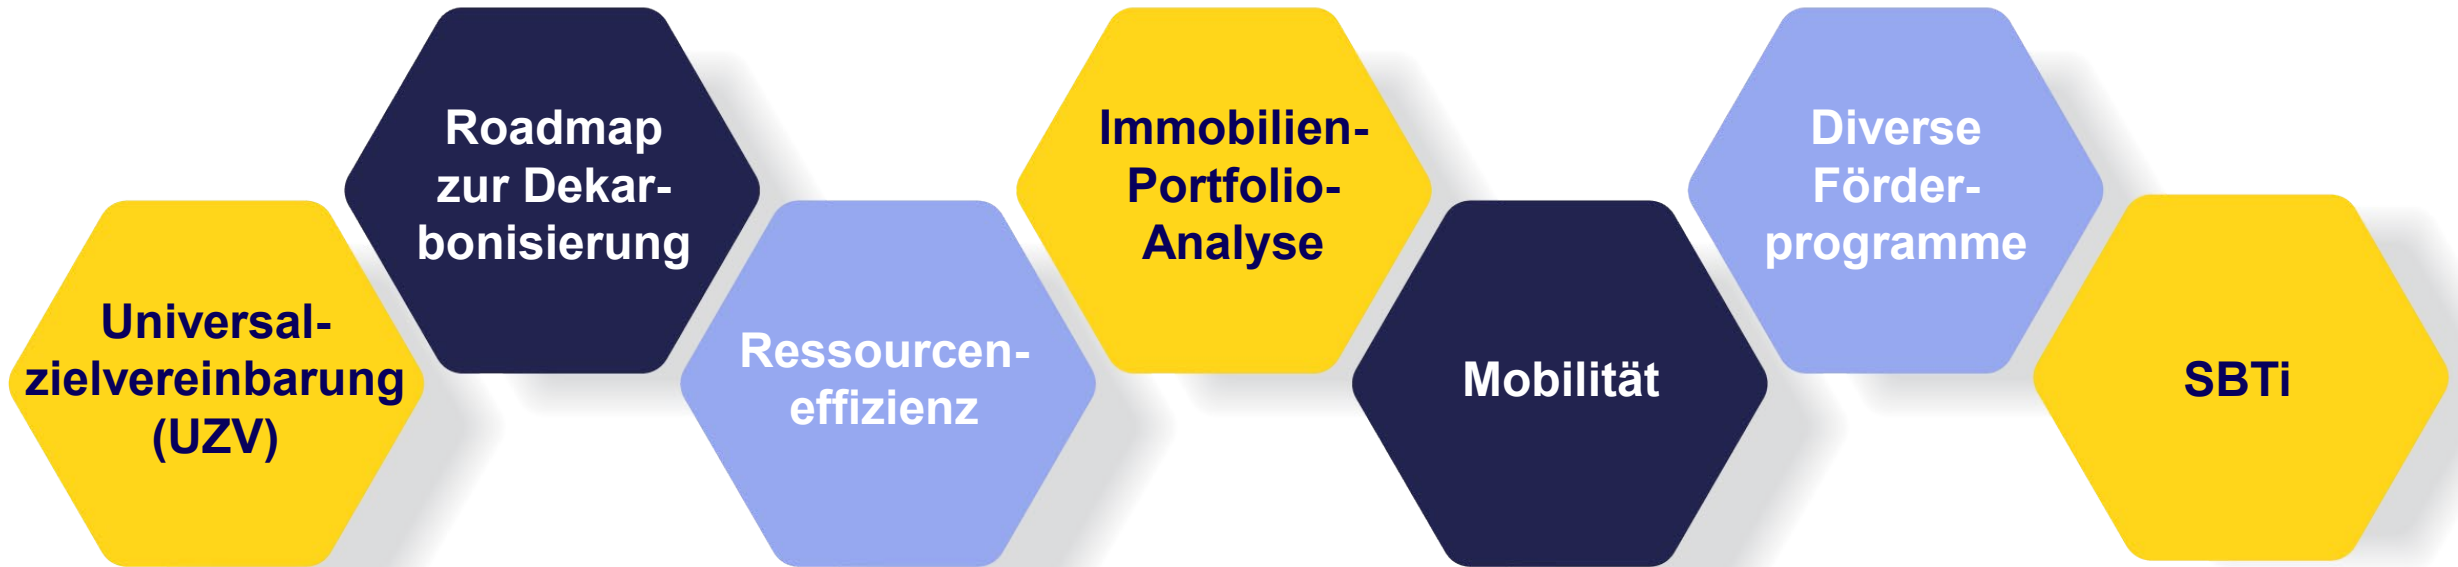 Universal-
zielvereinbarung
(UZV)
Roadmap
zur Dekar-
bonisierung
Ressourcen-
effizienz
Immobilien-
Portfolio-
Analyse
Mobilität
Diverse
Förder-
programme
SBTi